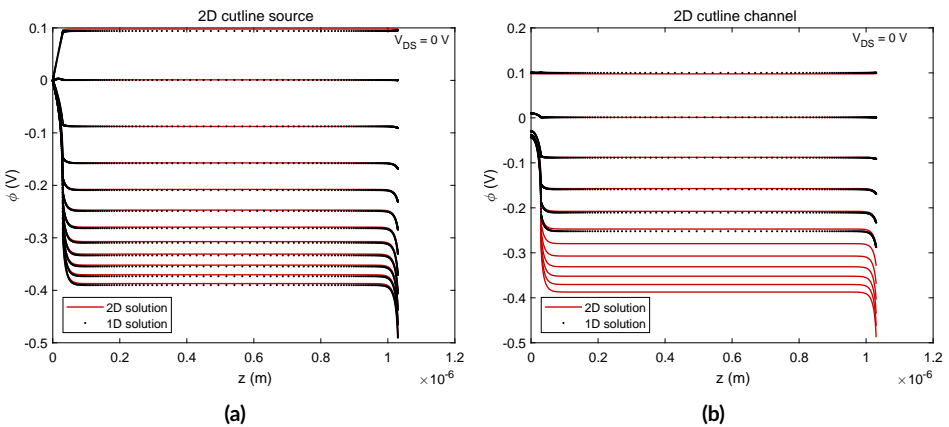 2D cutline source
V_DS = 0 V
0.1
0
-0.1
-0.2
-0.3
-0.4
-0.5
ϕ (V)
2D solution
1D solution
0
0.2
0.4
0.6
0.8
1
1.2
z (m)
×10^-6
(a)
2D cutline channel
V_DS = 0 V
0.2
0.1
0
-0.1
-0.2
-0.3
-0.4
-0.5
ϕ (V)
2D solution
1D solution
0
0.2
0.4
0.6
0.8
1
1.2
z (m)
×10^-6
(b)